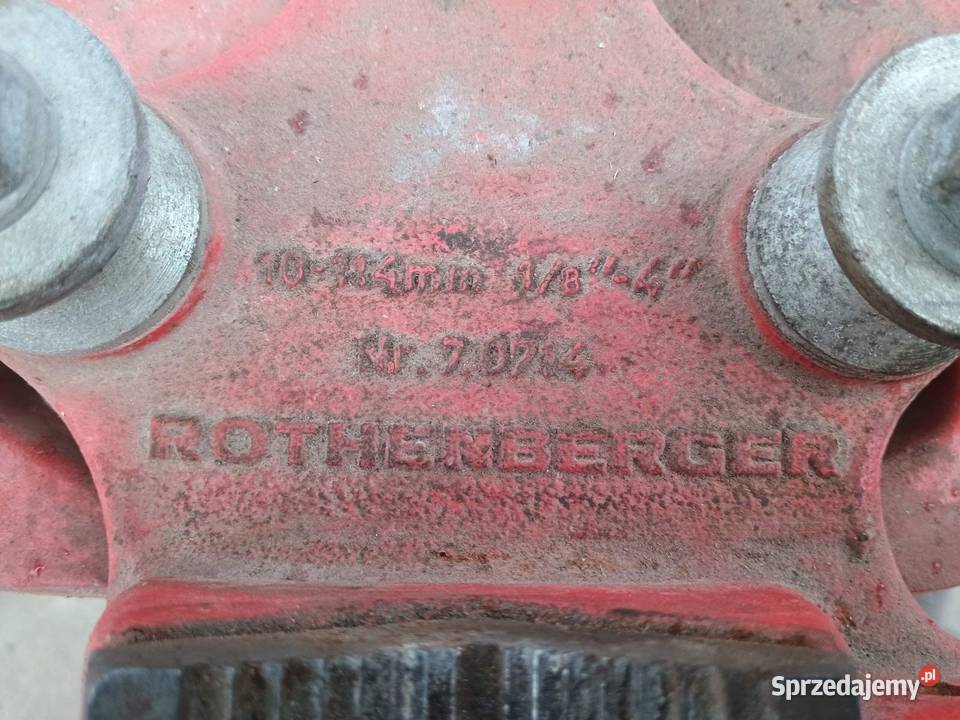 10-114mm 1/8"-4"
Nr. 7.0714
ROTHENBERGER
Sprzedajemy.pl